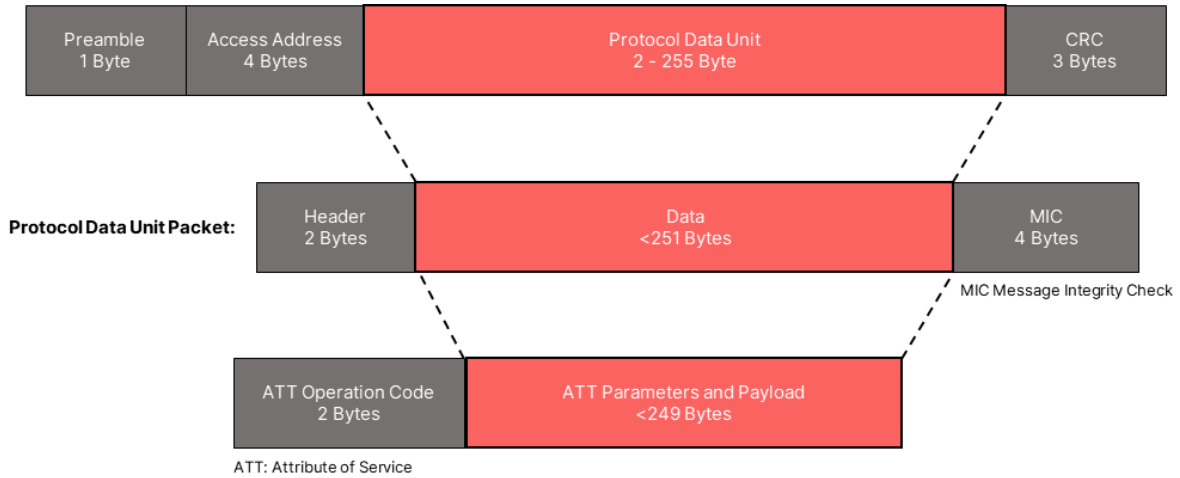 Preamble
1 Byte
Access Address
4 Bytes
Protocol Data Unit
2 - 255 Byte
CRC
3 Bytes
Protocol Data Unit Packet:
Header
2 Bytes
Data
<251 Bytes
MIC
4 Bytes
MIC Message Integrity Check
ATT Operation Code
2 Bytes
ATT Parameters and Payload
<249 Bytes
ATT: Attribute of Service